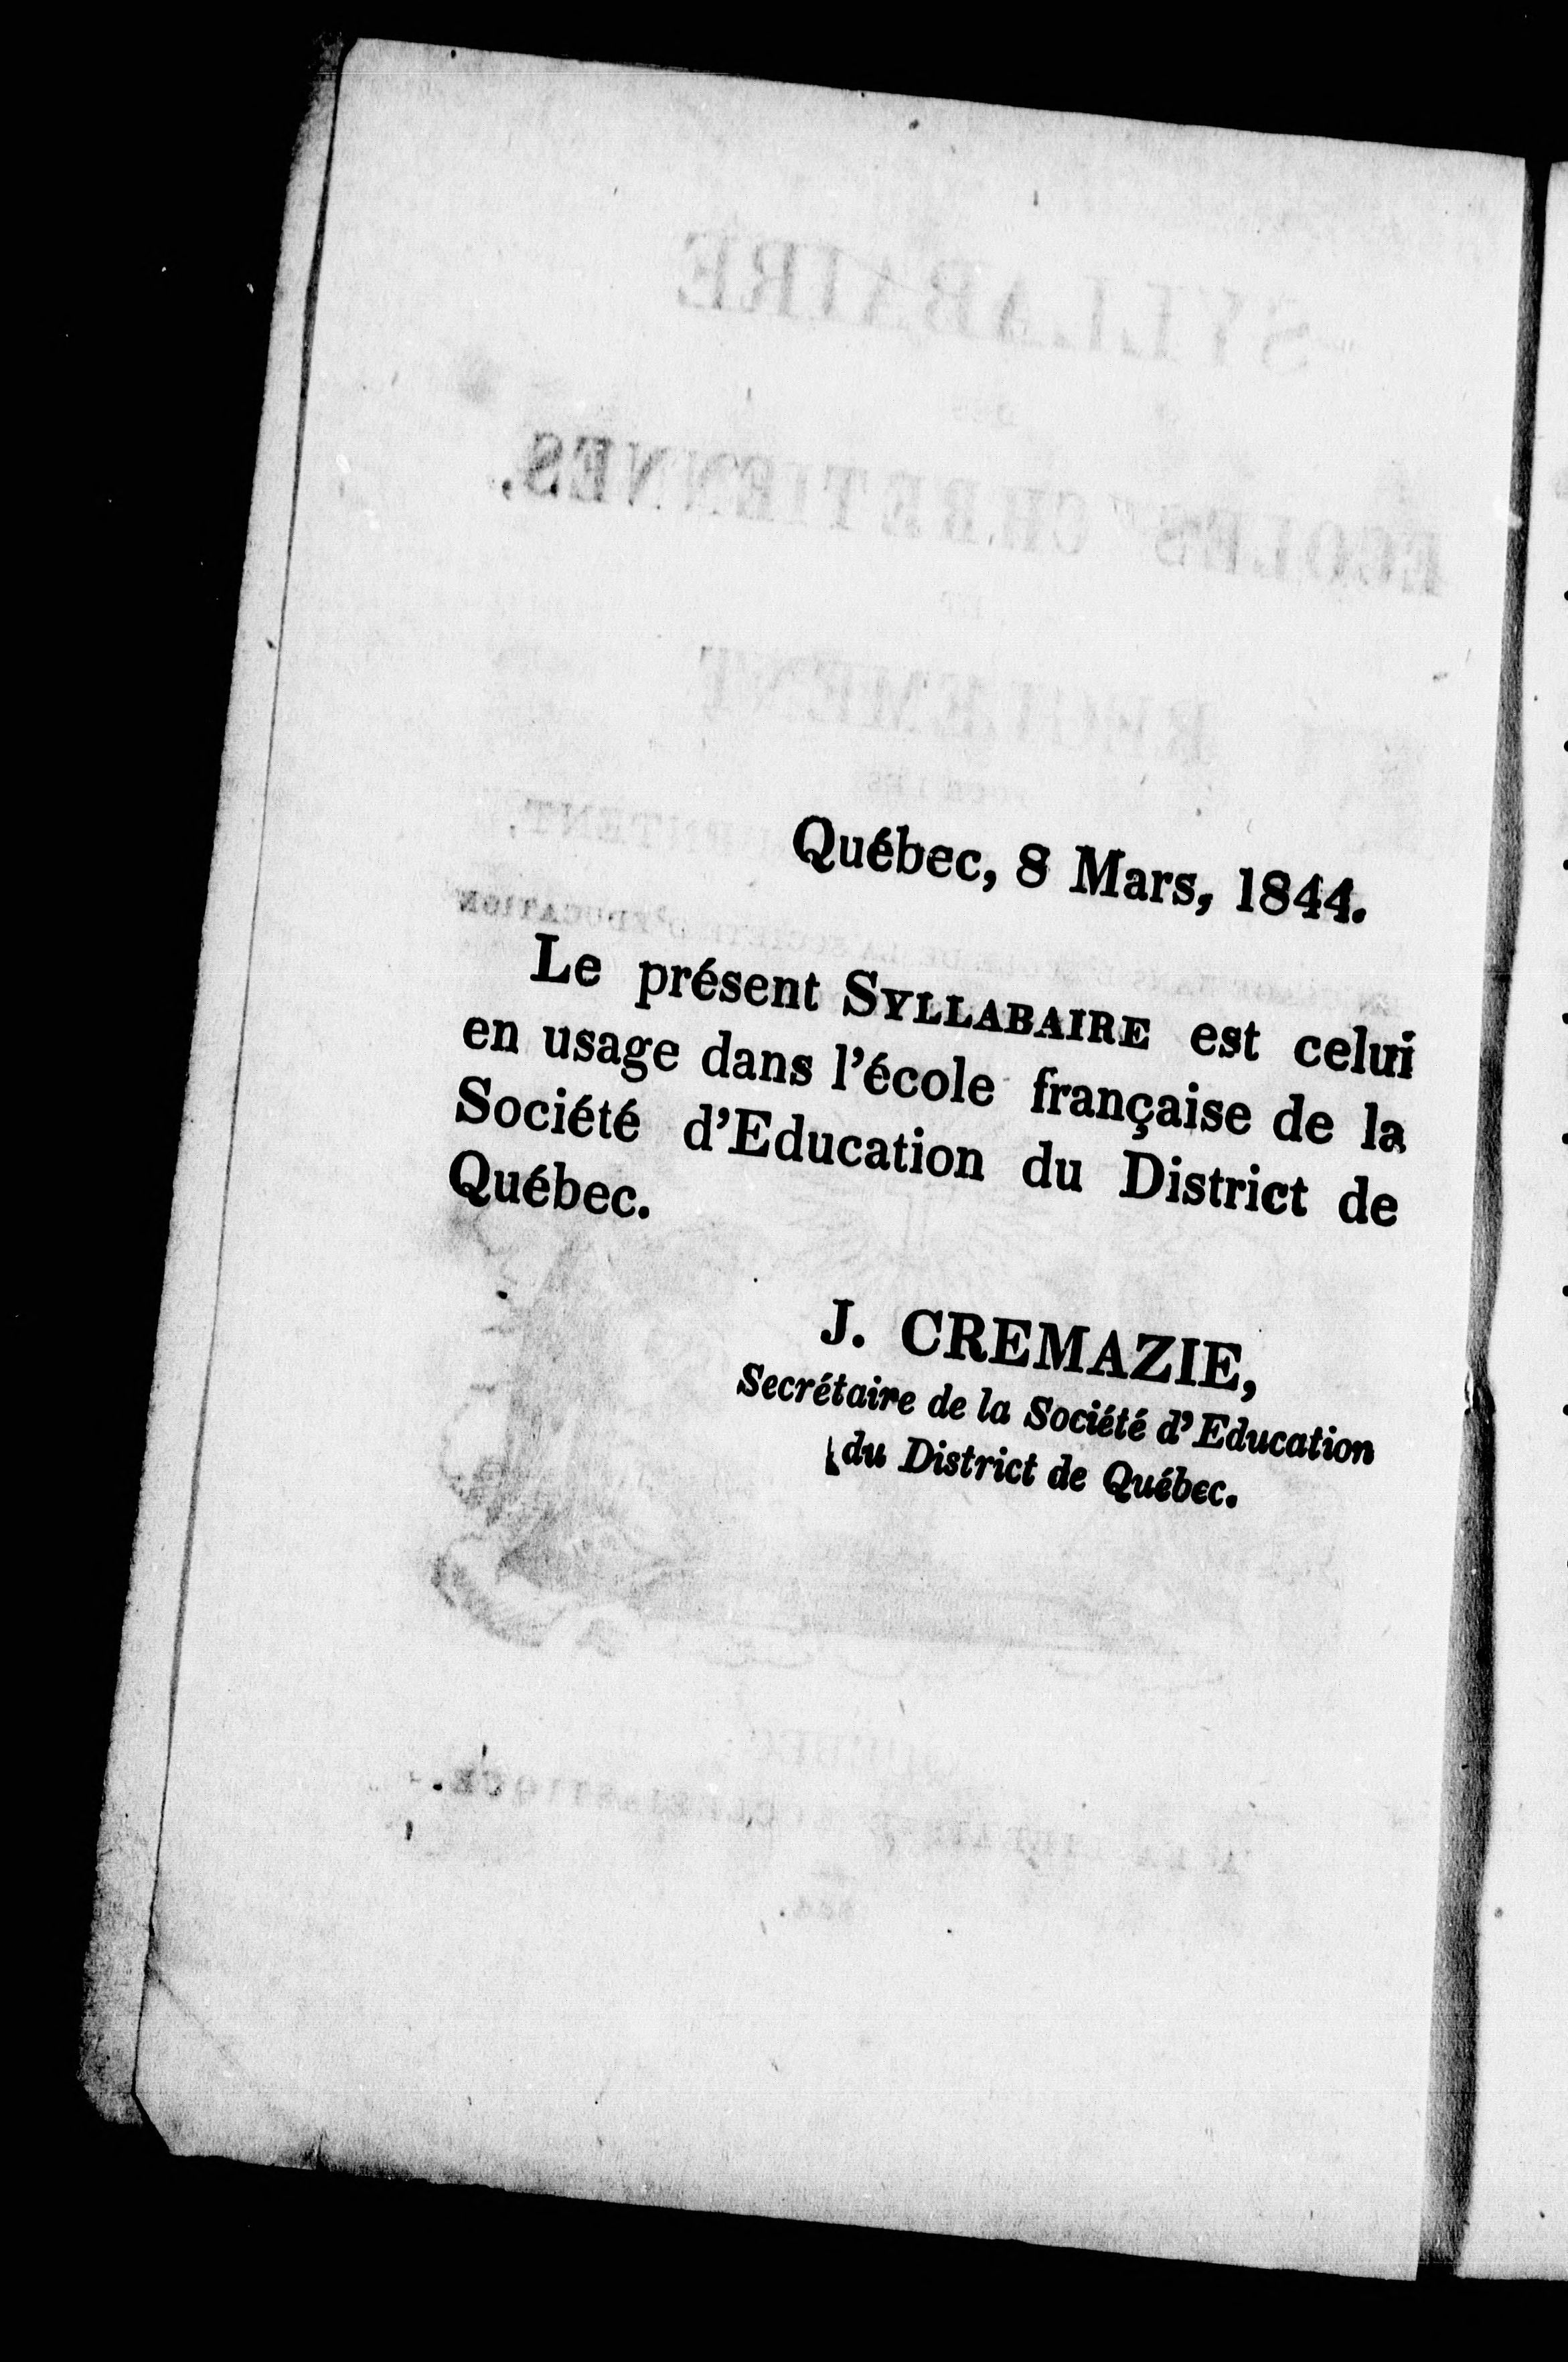 Québec, 8 Mars, 1844.
Le présent SYLLABAIRE est celui
en usage dans l'école française de la
Société d'Education du District de
Québec.
J. CREMAZIE,
Secrétaire de la Société d'Education
du District de Québec.